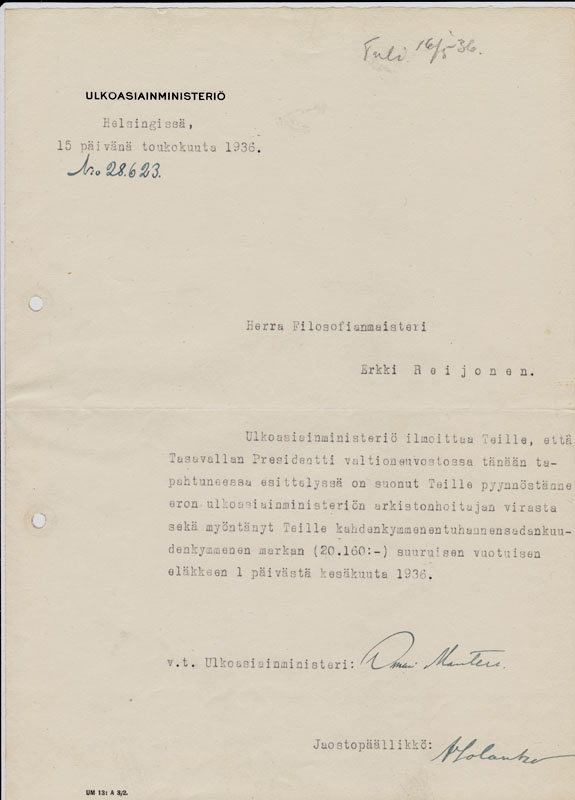 Tuli 16/5-36.
ULKOASIAINMINISTERIÖ
Helsingissä,
15 päivänä toukokuuta 1936.
N:o 28.623.
Herra Filosofianmaisteri
Erkki R e i j o n e n.
Ulkoasiainministeriö ilmoittaa Teille, että
Tasavallan Presidentti valtioneuvostossa tänään ta-
pahtuneessa esittelyssä on suonut Teille pyynnöstänne
eron ulkoasiainministeriön arkistonhoitajan virasta
sekä myöntänyt Teille kahdenkymmenentuhannensadankuu-
denkymmenen markan (20.160:-) suuruisen vuotuisen
eläkkeen 1 päivästä kesäkuuta 1936.
v.t. Ulkoasiainministeri: Mantere.
Jaostopäällikkö:
UM 13: A 3/2.